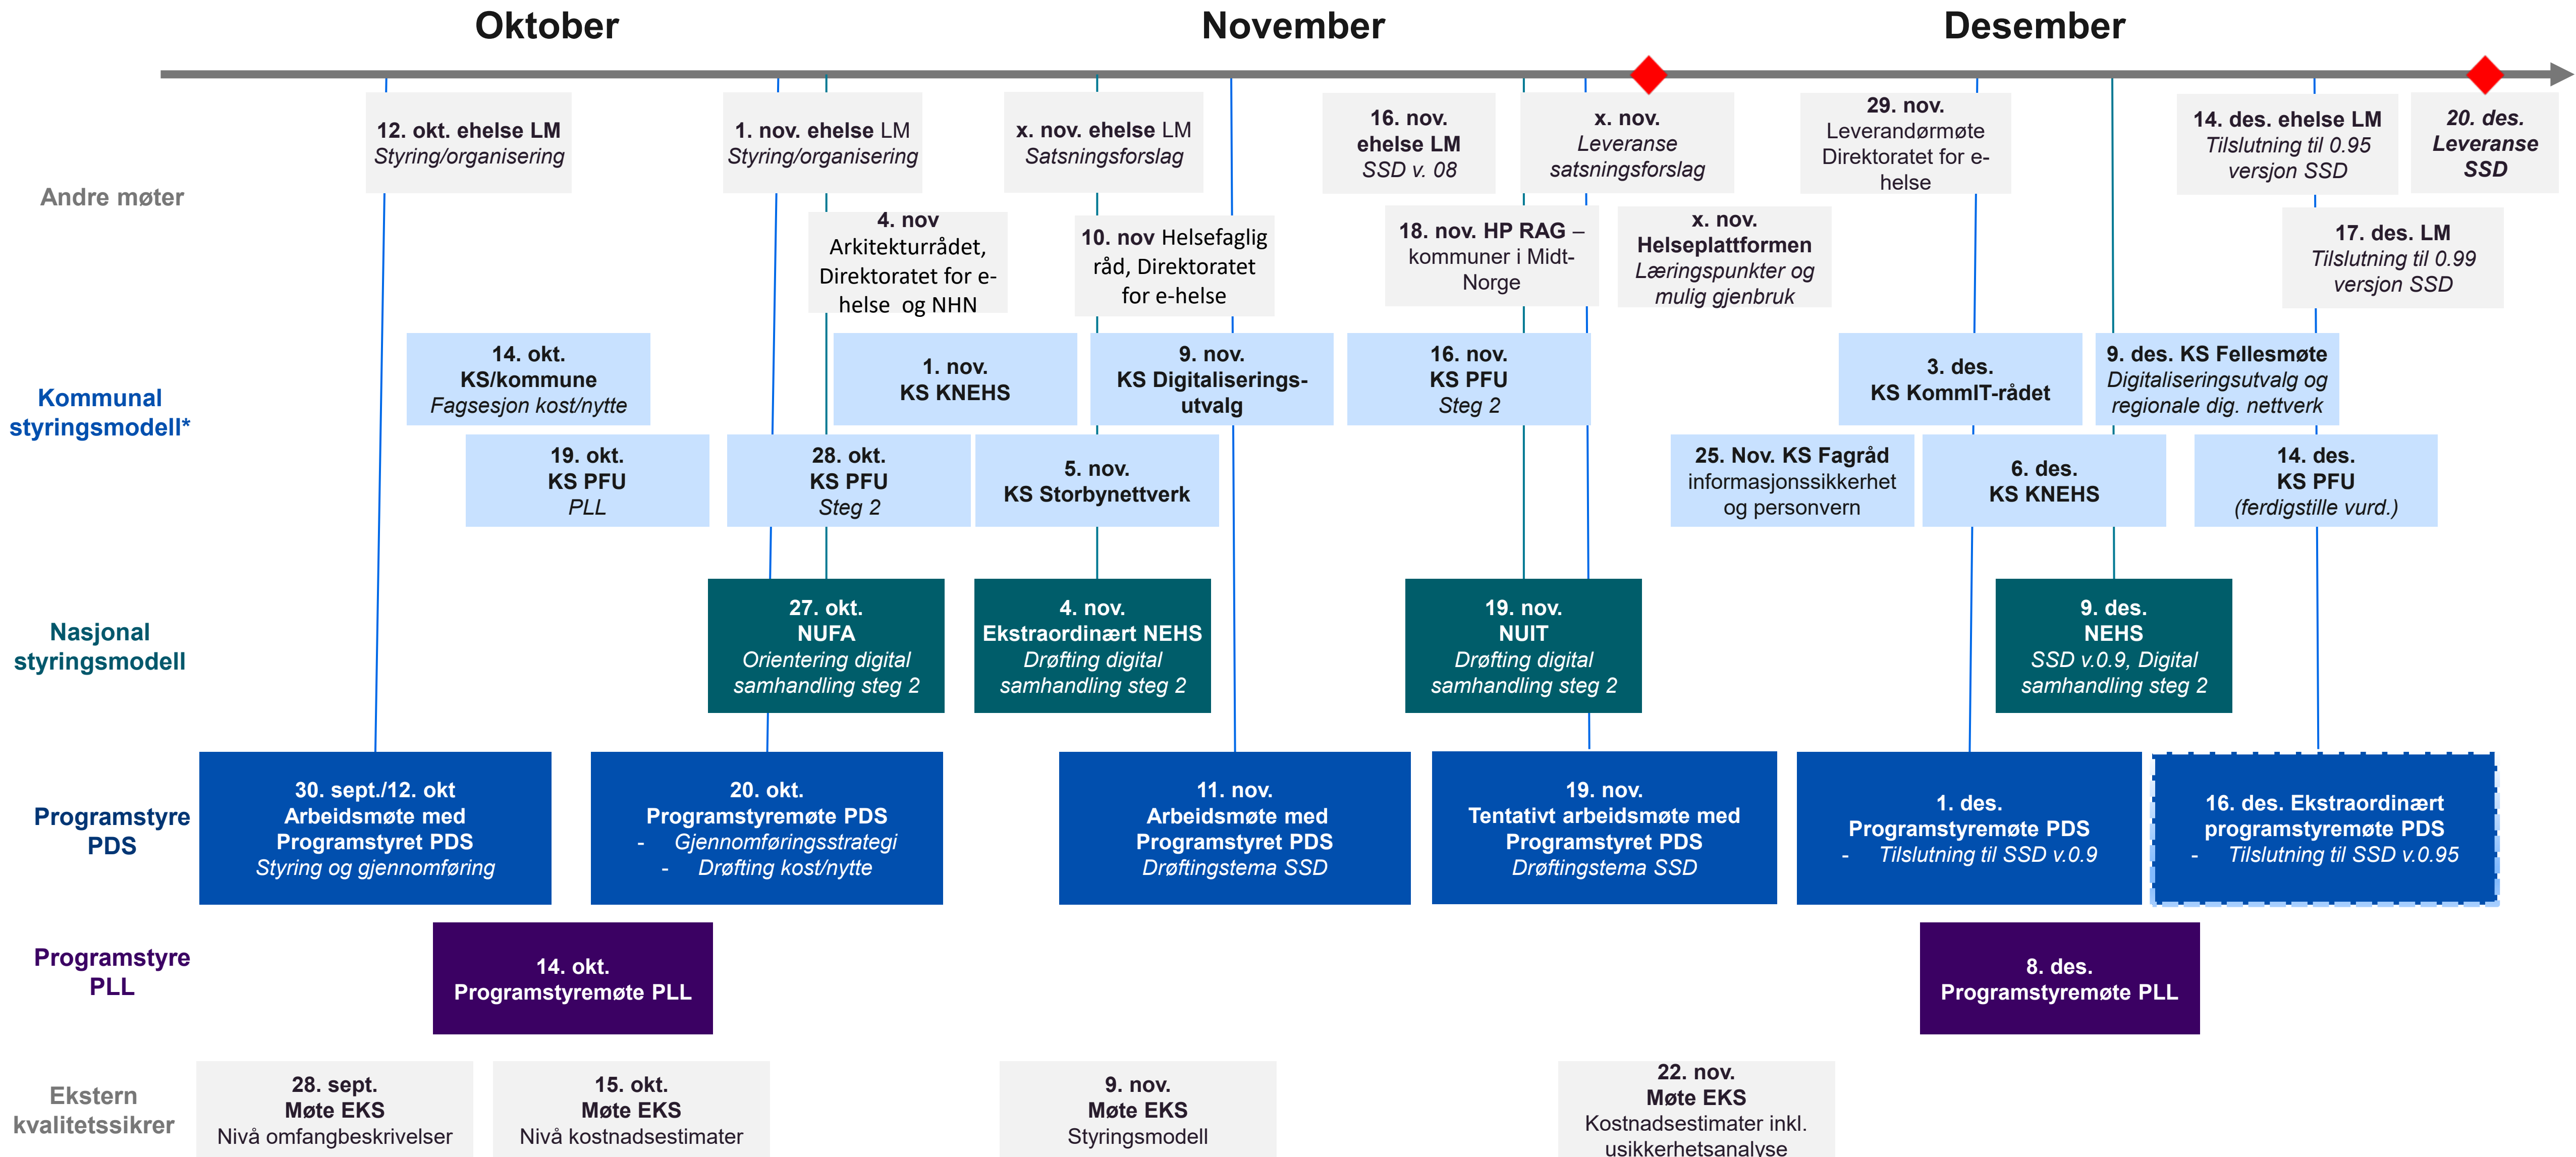 Oktober
November
Desember
Andre møter
12. okt. ehelse LM
Styring/organisering
1. nov. ehelse LM
Styring/organisering
x. nov. ehelse LM
Satsningsforslag
16. nov.
ehelse LM
SSD v. 08
x. nov.
Leveranse
satsningsforslag
29. nov.
Leverandørmøte
Direktoratet for e-
helse
14. des. ehelse LM
Tilslutning til 0.95
versjon SSD
20. des.
Leveranse
SSD
4. nov
Arkitekturrådet,
Direktoratet for e-
helse  og NHN
10. nov Helsefaglig
råd, Direktoratet
for e-helse
18. nov. HP RAG –
kommuner i Midt-
Norge
x. nov.
Helseplattformen
Læringspunkter og
mulig gjenbruk
17. des. LM
Tilslutning til 0.99
versjon SSD
Kommunal
styringsmodell*
14. okt.
KS/kommune
Fagsesjon kost/nytte
1. nov.
KS KNEHS
9. nov.
KS Digitaliserings-
utvalg
16. nov.
KS PFU
Steg 2
3. des.
KS KommIT-rådet
9. des. KS Fellesmøte
Digitaliseringsutvalg og
regionale dig. nettverk
19. okt.
KS PFU
PLL
28. okt.
KS PFU
Steg 2
5. nov.
KS Storbynettverk
25. Nov. KS Fagråd
informasjonssikkerhet
og personvern
6. des.
KS KNEHS
14. des.
KS PFU
(ferdigstille vurd.)
Nasjonal
styringsmodell
27. okt.
NUFA
Orientering digital
samhandling steg 2
4. nov.
Ekstraordinært NEHS
Drøfting digital
samhandling steg 2
19. nov.
NUIT
Drøfting digital
samhandling steg 2
9. des.
NEHS
SSD v.0.9, Digital
samhandling steg 2
Programstyre
PDS
30. sept./12. okt
Arbeidsmøte med
Programstyret PDS
Styring og gjennomføring
20. okt.
Programstyremøte PDS
- Gjennomføringsstrategi
- Drøfting kost/nytte
11. nov.
Arbeidsmøte med
Programstyret PDS
Drøftingstema SSD
19. nov.
Tentativt arbeidsmøte med
Programstyret PDS
Drøftingstema SSD
1. des.
Programstyremøte PDS
- Tilslutning til SSD v.0.9
16. des. Ekstraordinært
programstyremøte PDS
- Tilslutning til SSD v.0.95
Programstyre
PLL
14. okt.
Programstyremøte PLL
8. des.
Programstyremøte PLL
Ekstern
kvalitetssikrer
28. sept.
Møte EKS
Nivå omfangbeskrivelser
15. okt.
Møte EKS
Nivå kostnadsestimater
9. nov.
Møte EKS
Styringsmodell
22. nov.
Møte EKS
Kostnadsestimater inkl.
usikkerhetsanalyse